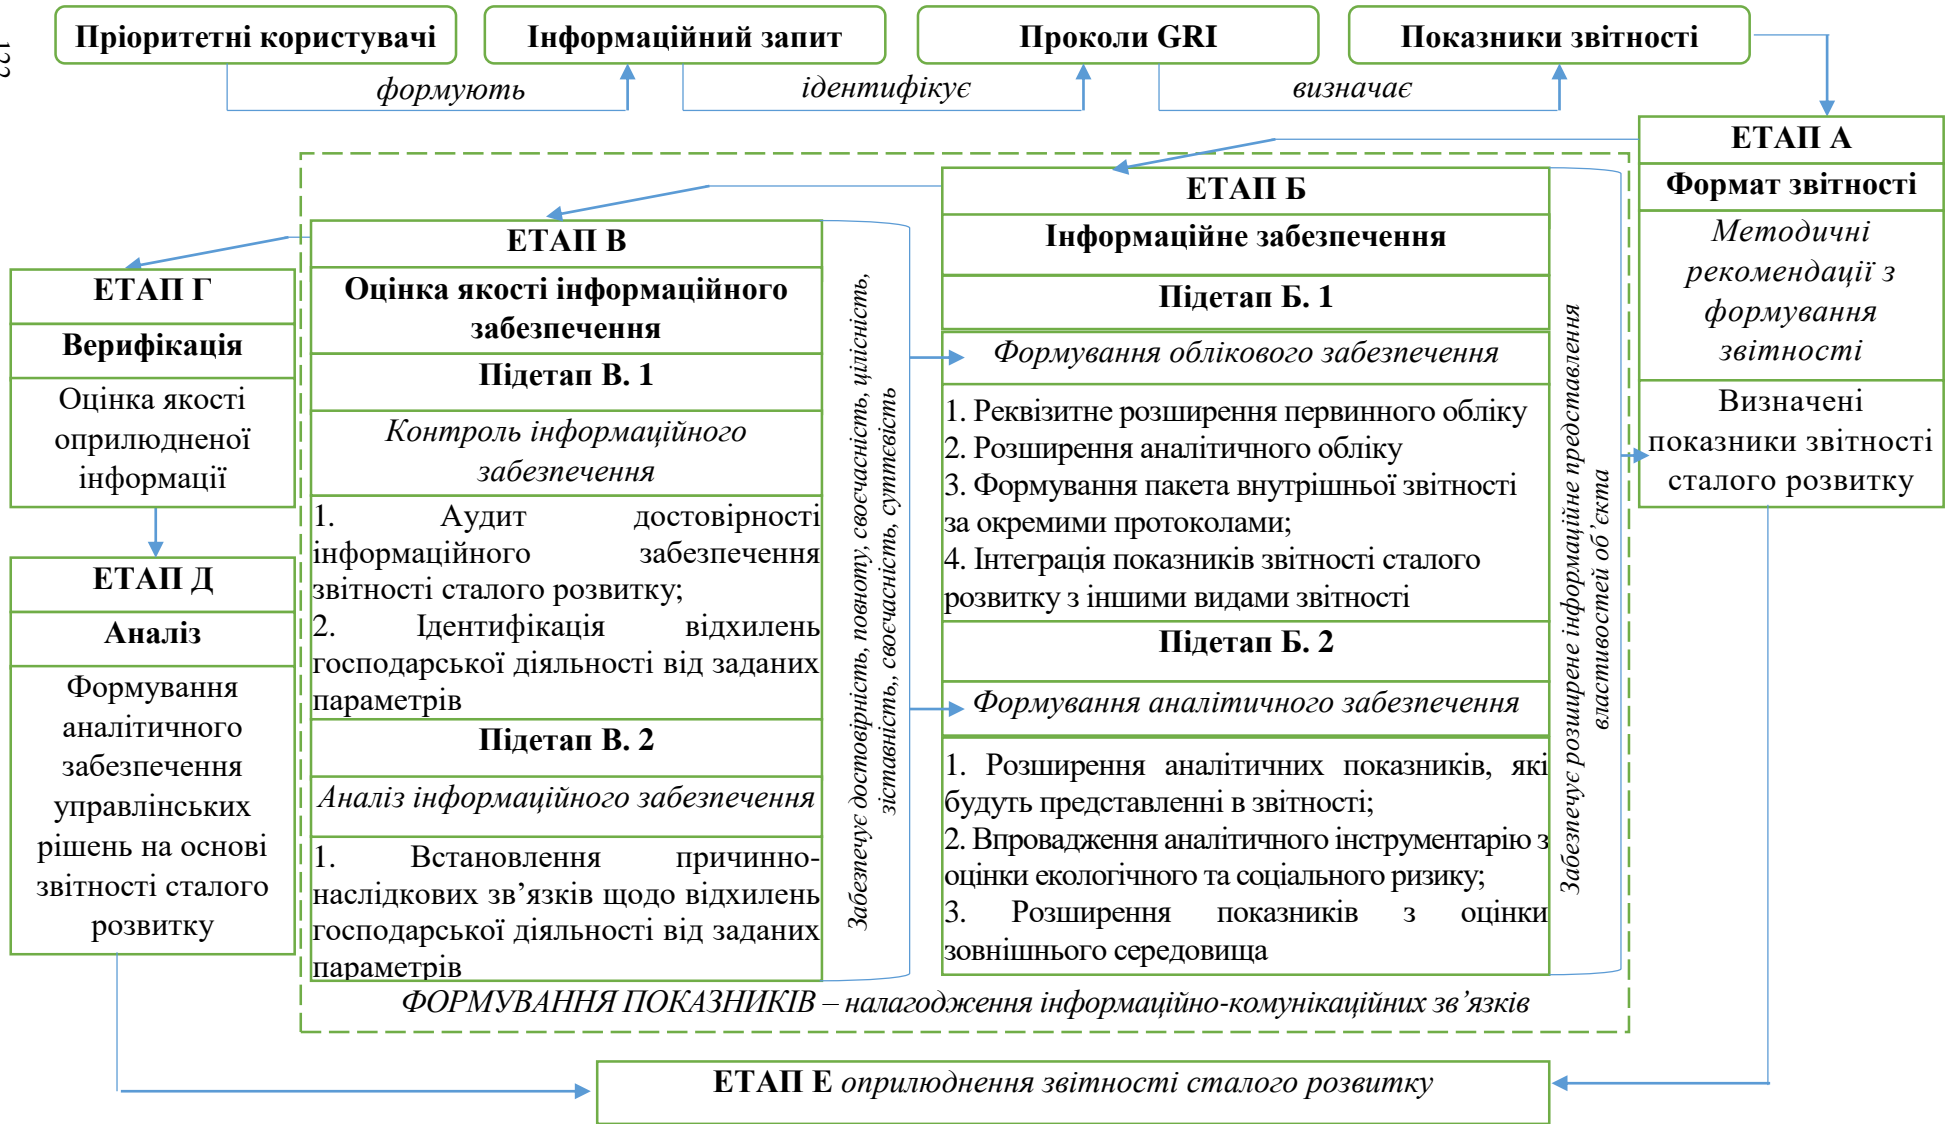 122
Пріоритетні користувачі
Інформаційний запит
Проколи GRI
Показники звітності
формують
ідентифікує
визначає
ЕТАП А
Формат звітності
Методичні
рекомендації з
формування
звітності
Визначені
показники звітності
сталого розвитку
ЕТАП Б
Інформаційне забезпечення
Підетап Б. 1
Формування облікового забезпечення
1. Реквізитне розширення первинного обліку
2. Розширення аналітичного обліку
3. Формування пакета внутрішньої звітності
за окремими протоколами;
4. Інтеграція показників звітності сталого
розвитку з іншими видами звітності
Підетап Б. 2
Формування аналітичного забезпечення
1. Розширення аналітичних показників, які
будуть представленні в звітності;
2. Впровадження аналітичного інструментарію з
оцінки екологічного та соціального ризику;
3. Розширення показників з оцінки
зовнішнього середовища
Забезпечує розширене інформаційне представлення
властивостей об’єкта
ЕТАП В
Оцінка якості інформаційного
забезпечення
Підетап В. 1
Контроль інформаційного
забезпечення
1. Аудит достовірності
інформаційного забезпечення
звітності сталого розвитку;
2. Ідентифікація відхилень
господарської діяльності від заданих
параметрів
Підетап В. 2
Аналіз інформаційного забезпечення
1. Встановлення причинно-
наслідкових зв’язків щодо відхилень
господарської діяльності від заданих
параметрів
Забезпечує достовірність, повноту, своєчасність, цілісність,
зіставність,, своєчасність, суттєвість
ЕТАП Г
Верифікація
Оцінка якості
оприлюдненої
інформації
ЕТАП Д
Аналіз
Формування
аналітичного
забезпечення
управлінських
рішень на основі
звітності сталого
розвитку
ФОРМУВАННЯ ПОКАЗНИКІВ – налагодження інформаційно-комунікаційних зв’язків
ЕТАП Е оприлюднення звітності сталого розвитку